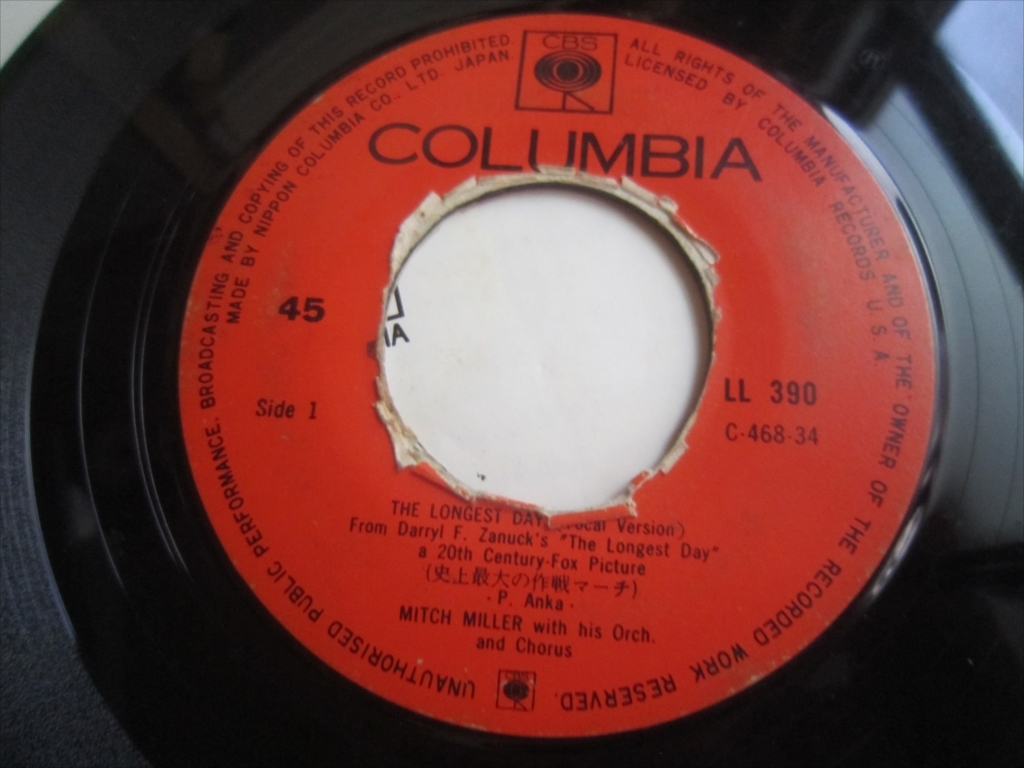 CBS
COLUMBIA
UNAUTHORISED PUBLIC PERFORMANCE, BROADCASTING AND COPYING OF THIS RECORD PROHIBITED.
MADE BY NIPPON COLUMBIA CO., LTD. JAPAN
ALL RIGHTS OF THE MANUFACTURER AND OF THE OWNER OF THE RECORDED WORK RESERVED.
LICENSED BY COLUMBIA RECORDS U.S.A.
45
Side 1
IA
LL 390
C-468-34
THE LONGEST DAY Version)
From Darryl F. Zanuck's "The Longest Day"
a 20th Century-Fox Picture
(史上最大の作戦マーチ)
- P. Anka -
MITCH MILLER with his Orch.
and Chorus
CBS